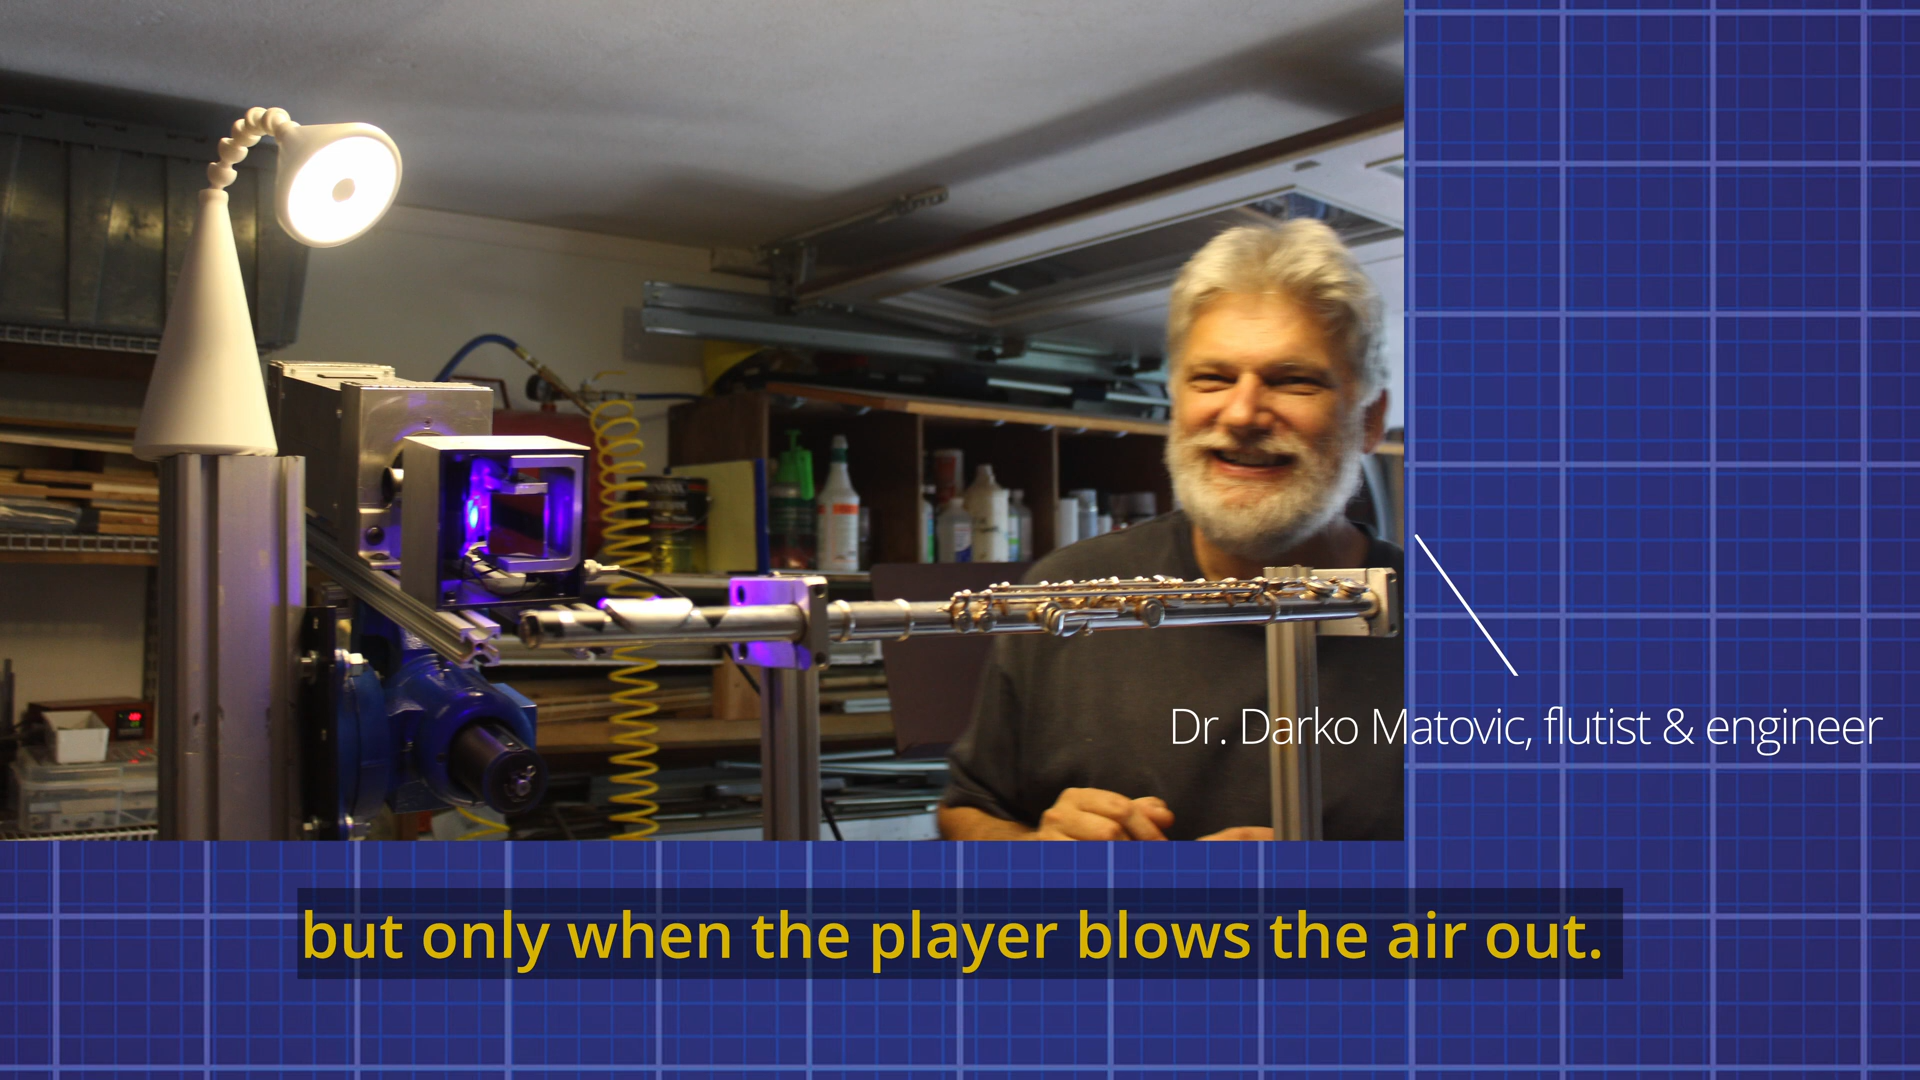 Dr. Darko Matovic, flutist & engineer
but only when the player blows the air out.